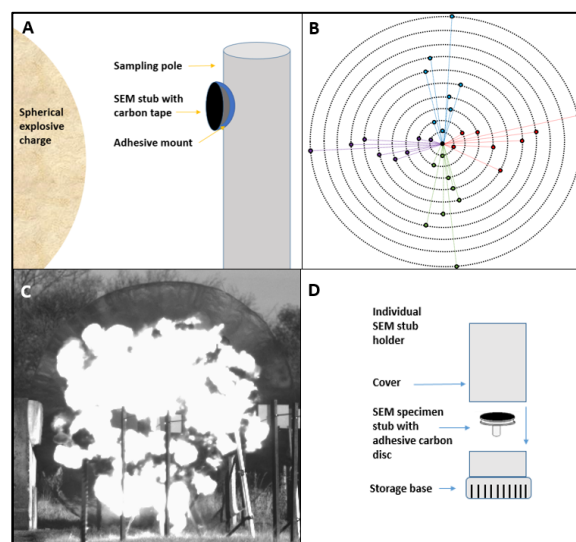 A
Sampling pole
SEM stub with
carbon tape
Adhesive mount
Spherical
explosive
charge
B
C
D
Individual
SEM stub
holder
Cover
SEM specimen
stub with
adhesive carbon
disc
Storage base